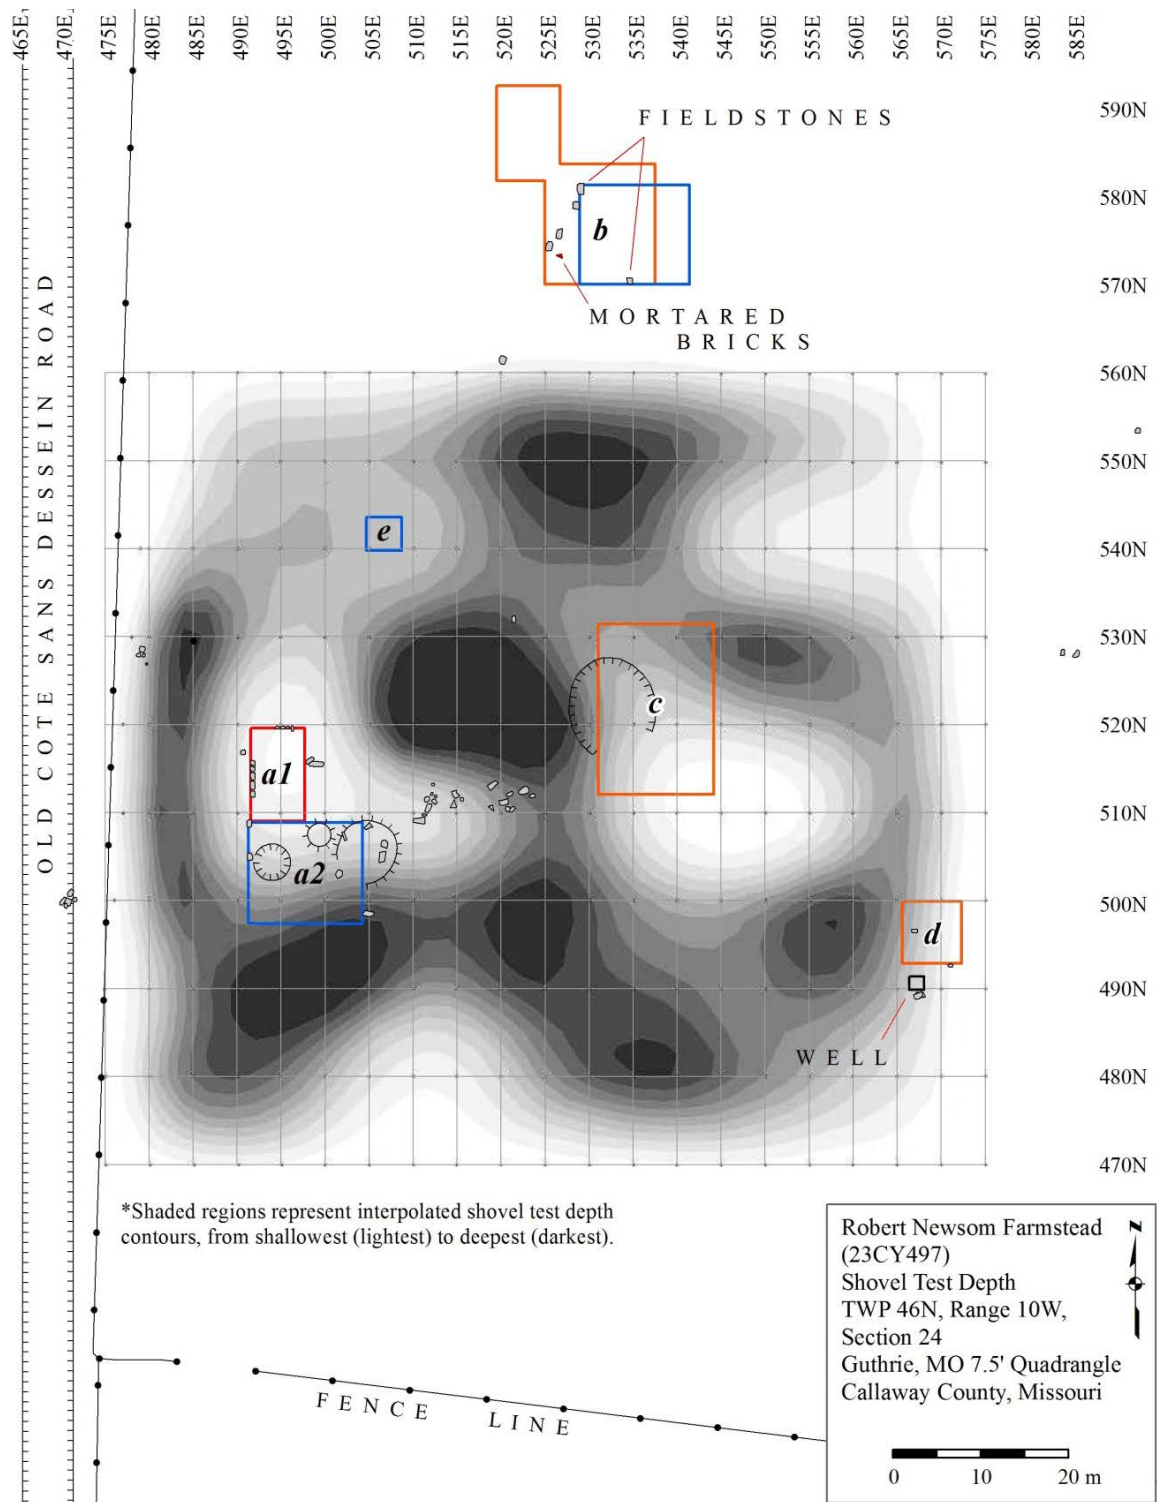 465E
470E
475E
480E
485E
490E
495E
500E
505E
510E
515E
520E
525E
530E
535E
540E
545E
550E
555E
560E
565E
570E
575E
580E
585E
590N
580N
570N
560N
550N
540N
530N
520N
510N
500N
490N
480N
470N
OLD COTE SANS DESSEIN ROAD
FIELDSTONES
b
MORTARED
BRICKS
e
c
a1
a2
d
WELL
*Shaded regions represent interpolated shovel test depth
contours, from shallowest (lightest) to deepest (darkest).
FENCE LINE
Robert Newsom Farmstead
(23CY497)
Shovel Test Depth
TWP 46N, Range 10W,
Section 24
Guthrie, MO 7.5' Quadrangle
Callaway County, Missouri
N
0 10 20 m